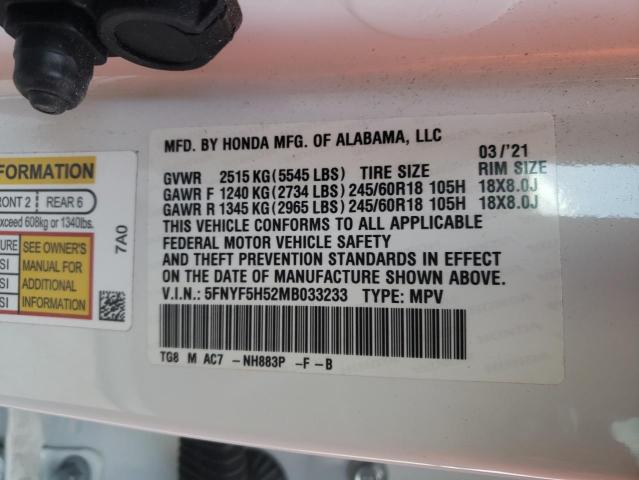 MFD. BY HONDA MFG. OF ALABAMA, LLC
03/'21
GVWR 2515 KG (5545 LBS) TIRE SIZE RIM SIZE
GAWR F 1240 KG (2734 LBS) 245/60R18 105H 18X8.0J
GAWR R 1345 KG (2965 LBS) 245/60R18 105H 18X8.0J
THIS VEHICLE CONFORMS TO ALL APPLICABLE
FEDERAL MOTOR VEHICLE SAFETY
AND THEFT PREVENTION STANDARDS IN EFFECT
ON THE DATE OF MANUFACTURE SHOWN ABOVE.
V.I.N.: 5FNYF5H52MB033233 TYPE: MPV
TG8 M AC7 -NH883P -F -B
FORMATION
RONT 2 REAR 6
exceed 608kg or 1340lbs.
URE SEE OWNER'S
SI MANUAL FOR
SI ADDITIONAL
SI INFORMATION
7A0